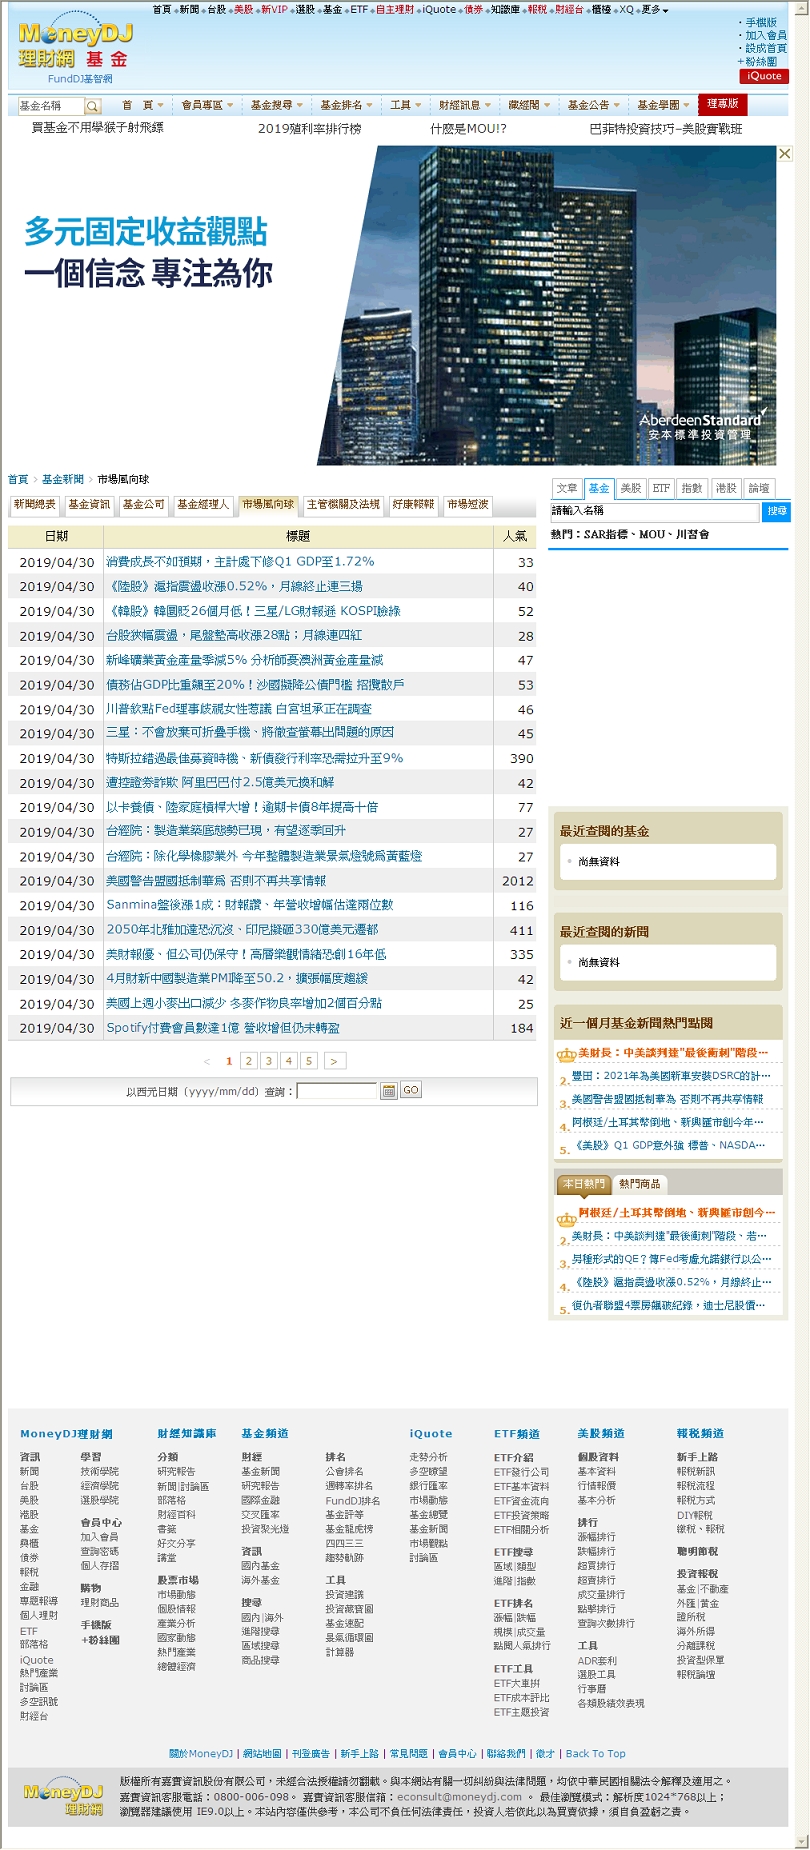 首頁 新聞 台股 美股 新VIP 選股 基金 ETF 自主理財 iQuote 債券 知識庫 報稅 財經台 櫃檯 XQ 更多
MoneyDJ
理財網 基金
FundDJ基智網
・手機版
・加入會員
・設成首頁
+粉絲團
iQuote
基金名稱 首 頁 會員專區 基金搜尋 基金排名 工具 財經訊息 藏經閣 基金公告 基金學園 理專版
買基金不用學猴子射飛鏢 2019殖利率排行榜 什麼是MOU!? 巴菲特投資技巧-美股實戰班
多元固定收益觀點
一個信念 專注為你
AberdeenStandard
安本標準投資管理
首頁 > 基金新聞 > 市場風向球
文章 基金 美股 ETF 指數 港股 論壇
新聞總表 基金資訊 基金公司 基金經理人 市場風向球 主管機關及法規 好康報報 市場短波
請輸入名稱 搜尋
熱門：SAR指標、MOU、川習會
日期 標題 人氣
2019/04/30 消費成長不如預期，主計處下修Q1 GDP至1.72% 33
2019/04/30 《陸股》滬指震盪收漲0.52%，月線終止連三揚 40
2019/04/30 《韓股》韓圜貶26個月低！三星/LG財報遜 KOSPI臉綠 52
2019/04/30 台股狹幅震盪，尾盤墊高收漲28點；月線連四紅 28
2019/04/30 新峰礦業黃金產量季減5% 分析師憂澳洲黃金產量減 47
2019/04/30 債務佔GDP比重飆至20%！沙國擬降公債門檻 招攬散戶 53
2019/04/30 川普欽點Fed理事歧視女性惹議 白宮坦承正在調查 46
2019/04/30 三星：不會放棄可折疊手機、將徹查螢幕出問題的原因 45
2019/04/30 特斯拉錯過最佳募資時機、新債發行利率恐需拉升至9% 390
2019/04/30 遭控證券詐欺 阿里巴巴付2.5億美元換和解 42
2019/04/30 以卡養債、陸家庭槓桿大增！逾期卡債8年提高十倍 77
2019/04/30 台經院：製造業築底態勢已現，有望逐季回升 27
2019/04/30 台經院：除化學橡膠業外 今年整體製造業景氣燈號為黃藍燈 27
2019/04/30 美國警告盟國抵制華為 否則不再共享情報 2012
2019/04/30 Sanmina盤後漲1成：財報讚、年營收增幅估達兩位數 116
2019/04/30 2050年北雅加達恐沉沒、印尼擬砸330億美元遷都 411
2019/04/30 美財報優、但公司仍保守！高層樂觀情緒恐創16年低 335
2019/04/30 4月財新中國製造業PMI降至50.2，擴張幅度趨緩 42
2019/04/30 美國上週小麥出口減少 冬麥作物良率增加2個百分點 25
2019/04/30 Spotify付費會員數達1億 營收增但仍未轉盈 184
< 1 2 3 4 5 >
以西元日期（yyyy/mm/dd）查詢： GO
最近查閱的基金
尚無資料
最近查閱的新聞
尚無資料
近一個月基金新聞熱門點閱
美財長：中美談判達"最後衝刺"階段…
2. 豐田：2021年為美國新車安裝DSRC的計…
3. 美國警告盟國抵制華為 否則不再共享情報
4. 阿根廷/土耳其幣倒地、新興匯市創今年…
5. 《美股》Q1 GDP意外強 標普、NASDA…
本日熱門 熱門商品
阿根廷/土耳其幣倒地、新興匯市創今…
2. 美財長：中美談判達"最後衝刺"階段、若…
3. 另種形式的QE？傳Fed考慮允諾銀行以公…
4. 《陸股》滬指震盪收漲0.52%，月線終止…
5. 復仇者聯盟4票房飆破紀錄，迪士尼股價…
MoneyDJ理財網 財經知識庫 基金頻道 iQuote ETF頻道 美股頻道 報稅頻道
資訊
新聞
台股
美股
港股
基金
興櫃
債券
報稅
金融
專題報導
個人理財
ETF
部落格
iQuote
熱門產業
討論區
多空訊號
財經台
學習
技術學院
經濟學院
選股學院
會員中心
加入會員
查詢密碼
個人存摺
購物
理財商品
手機版
+粉絲團
分類
研究報告
新聞|討論區
部落格
財經百科
書籤
好文分享
講堂
股票市場
市場動態
個股情報
產業分析
國家動態
熱門產業
總體經濟
財經
基金新聞
研究報告
國際金融
交叉匯率
投資聚光燈
資訊
國內基金
海外基金
搜尋
國內|海外
進階搜尋
區域搜尋
商品搜尋
排名
公會排名
週轉率排名
FundDJ排名
基金評等
基金龍虎榜
四四三三
趨勢軌跡
工具
投資建議
投資藏寶圖
基金速配
景氣循環圖
計算器
走勢分析
多空瞭望
銀行匯率
市場動態
基金總覽
基金新聞
市場觀點
討論區
ETF介紹
ETF發行公司
ETF基本資料
ETF資金流向
ETF投資策略
ETF相關分析
ETF搜尋
區域|類型
進階|指數
ETF排名
漲幅|跌幅
規模|成交量
點閱人氣排行
ETF工具
ETF大車拚
ETF成本評比
ETF主題投資
個股資料
基本資料
行情報價
基本分析
排行
漲幅排行
跌幅排行
超買排行
超賣排行
成交量排行
點擊排行
查詢次數排行
工具
ADR套利
選股工具
行事曆
各類股績效表現
新手上路
報稅新訊
報稅流程
報稅方式
DIY報稅
繳稅、報稅
聰明節稅
投資報稅
基金|不動產
外匯|黃金
證所稅
海外所得
分離課稅
投資型保單
報稅論壇
關於MoneyDJ | 網站地圖 | 刊登廣告 | 新手上路 | 常見問題 | 會員中心 | 聯絡我們 | 徵才 | Back To Top
MoneyDJ
理財網
版權所有嘉實資訊股份有限公司，未經合法授權請勿翻載。與本網站有關一切糾紛與法律問題，均依中華民國相關法令解釋及適用之。
嘉實資訊客服電話：0800-006-098。 嘉實資訊客服信箱：econsult@moneydj.com 。 最佳瀏覽模式：解析度1024*768以上；
瀏覽器建議使用 IE9.0以上。本站內容僅供參考，本公司不負任何法律責任，投資人若依此以為買賣依據，須自負盈虧之責。